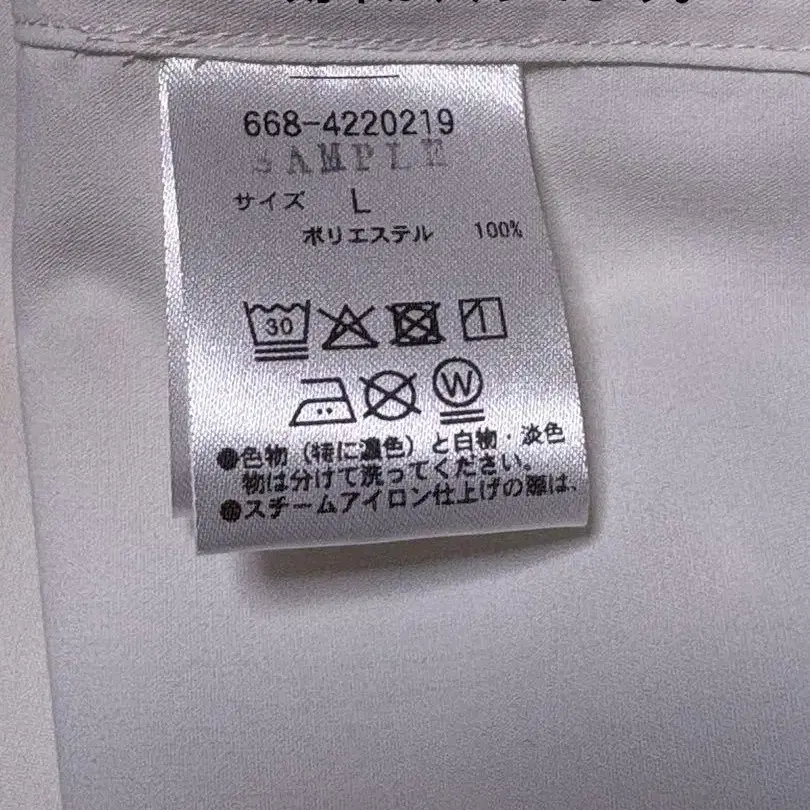 668-4220219
SAMPLE
サイズ L
ポリエステル 100%
30
W
●色物（特に濃色）と白物・淡色
物は分けて洗ってください。
●スチームアイロン仕上げの際は、